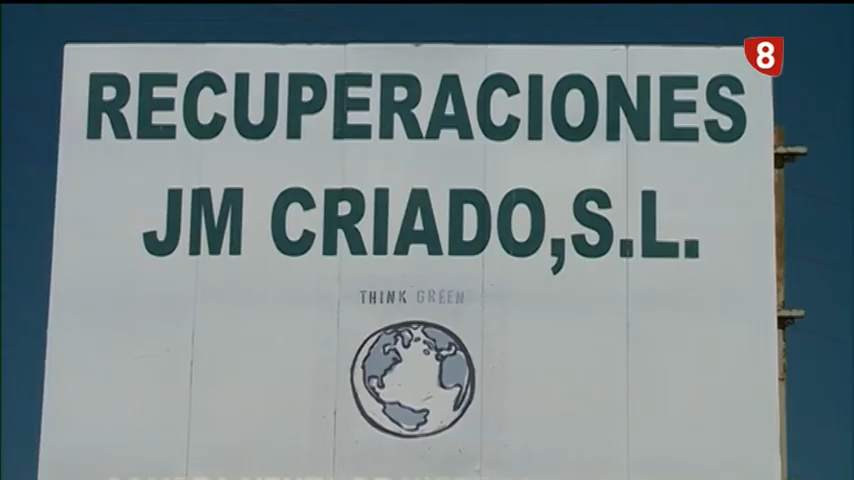 8
RECUPERACIONES
JM CRIADO,S.L.
THINK GREEN